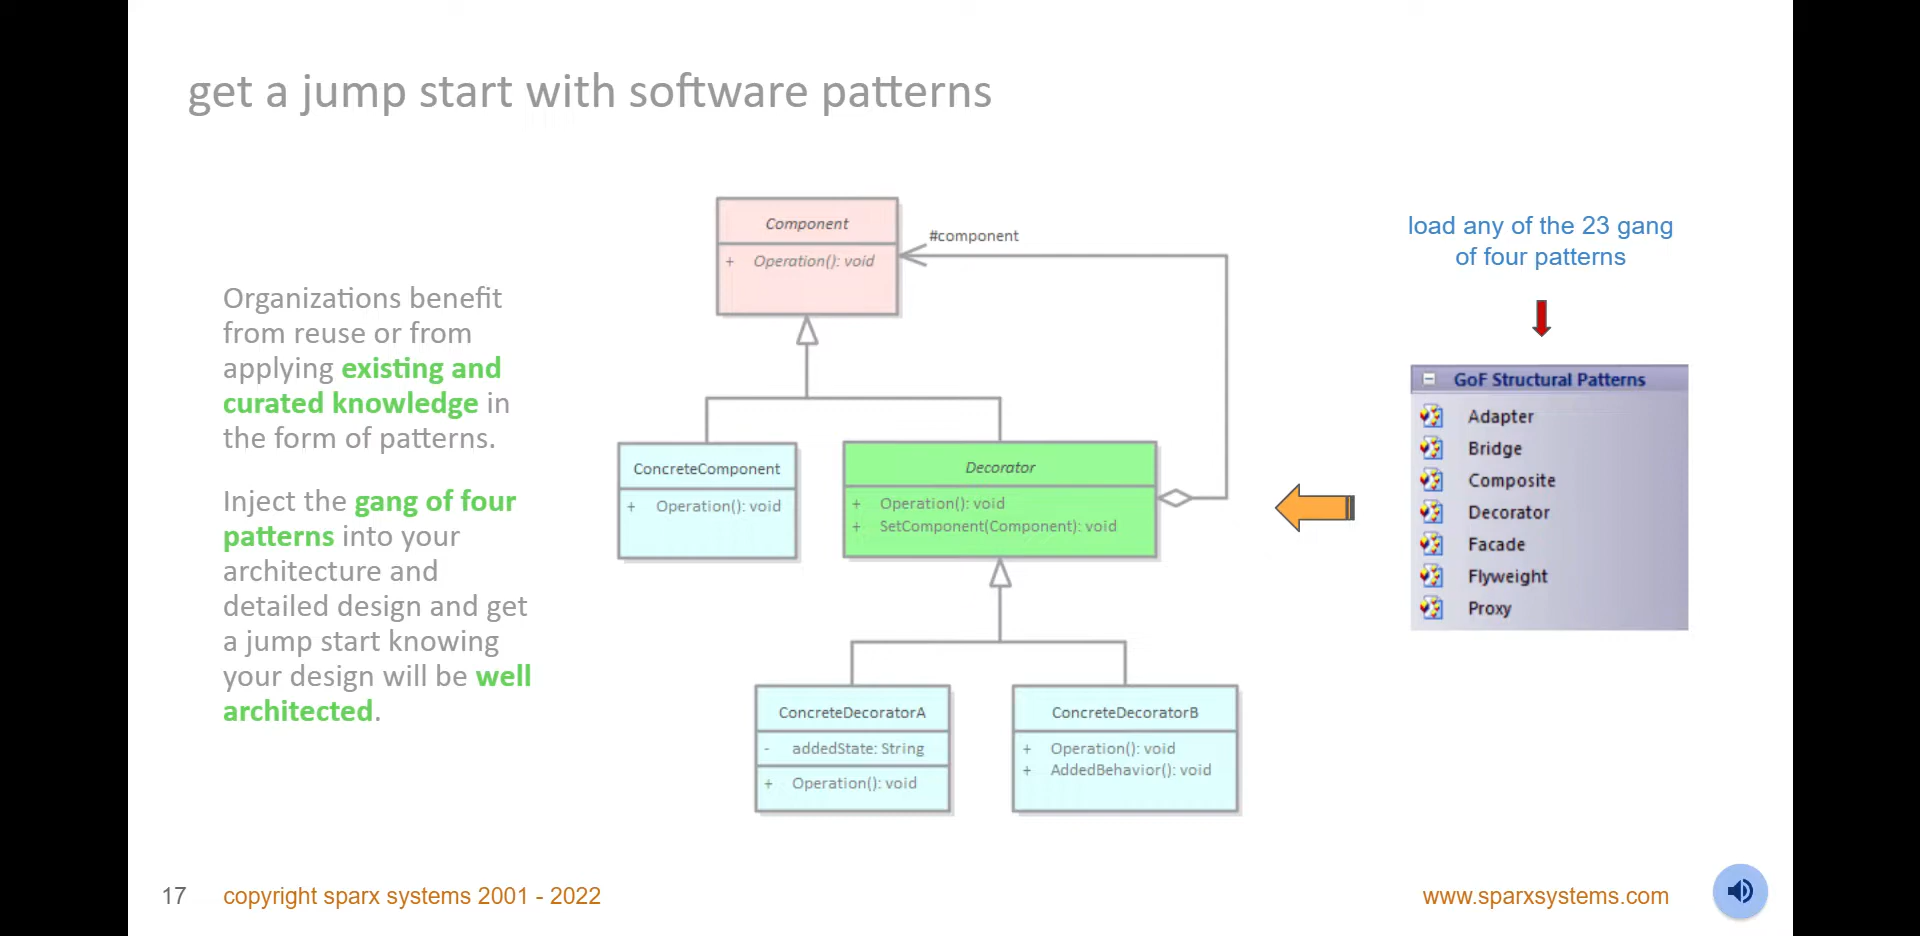 get a jump start with software patterns
Organizations benefit
from reuse or from
applying existing and
curated knowledge in
the form of patterns.
Inject the gang of four
patterns into your
architecture and
detailed design and get
a jump start knowing
your design will be well
architected.
Component
+ Operation(): void
#component
ConcreteComponent
+ Operation(): void
Decorator
+ Operation(): void
+ SetComponent(Component): void
ConcreteDecoratorA
- addedState: String
+ Operation(): void
ConcreteDecoratorB
+ Operation(): void
+ AddedBehavior(): void
load any of the 23 gang
of four patterns
GoF Structural Patterns
Adapter
Bridge
Composite
Decorator
Facade
Flyweight
Proxy
17 copyright sparx systems 2001 - 2022
www.sparxsystems.com